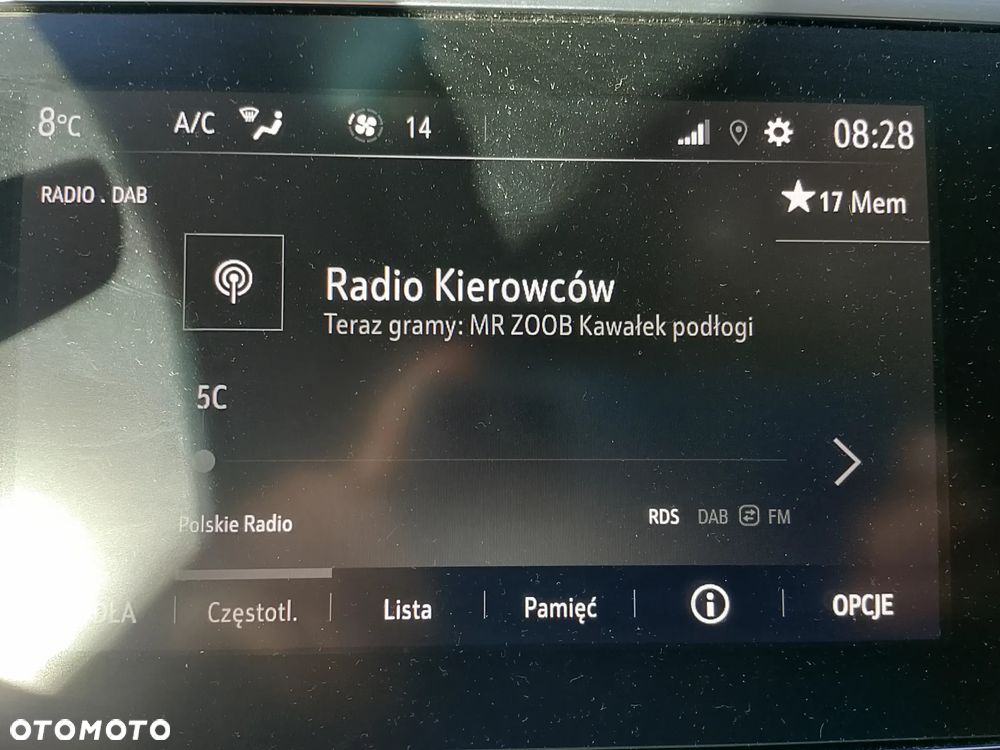 8°C A/C 14 08:28
RADIO . DAB
★ 17 Mem
Radio Kierowców
Teraz gramy: MR ZOOB Kawałek podłogi
5C
Polskie Radio
RDS DAB FM
Częstotl. Lista Pamięć OPCJE
OTOMOTO